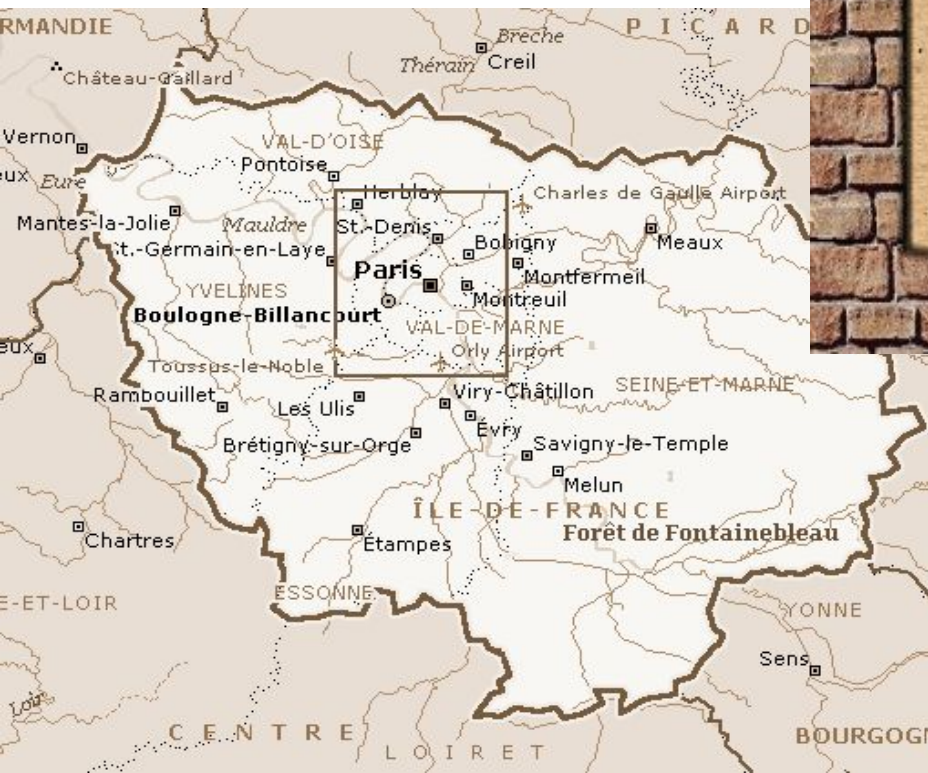 RMANDIE
PICARD
Breche
Thérain
Creil
Château-Gaillard
Vernon
VAL-D'OISE
Pontoise
eux
Eure
Herblay
Charles de Gaulle Airport
Mantes-la-Jolie
Mauldre
St.-Denis
Bobigny
Meaux
St.-Germain-en-Laye
Paris
Montfermeil
YVELINES
Montreuil
Boulogne-Billancourt
VAL-DE-MARNE
eux
Orly Airport
Toussus-le-Noble
SEINE-ET-MARNE
Rambouillet
Viry-Châtillon
Les Ulis
Évry
Brétigny-sur-Orge
Savigny-le-Temple
Melun
ÎLE-DE-FRANCE
Forêt de Fontainebleau
Chartres
Étampes
ESSONNE
E-ET-LOIR
YONNE
Sens
Loir
CENTRE
LOIRET
BOURGOG